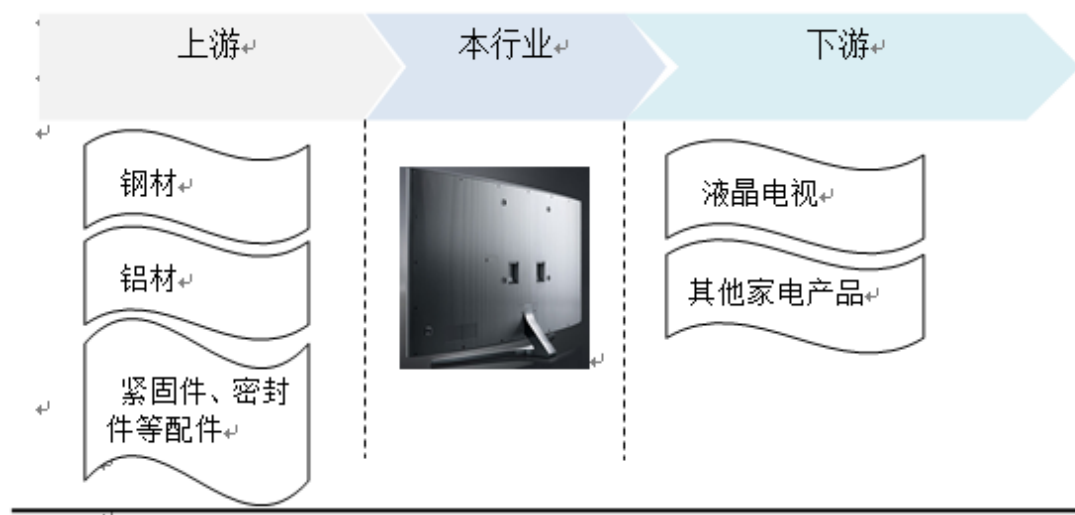 上游
本行业
下游
钢材
铝材
紧固件、密封
件等配件
液晶电视
其他家电产品